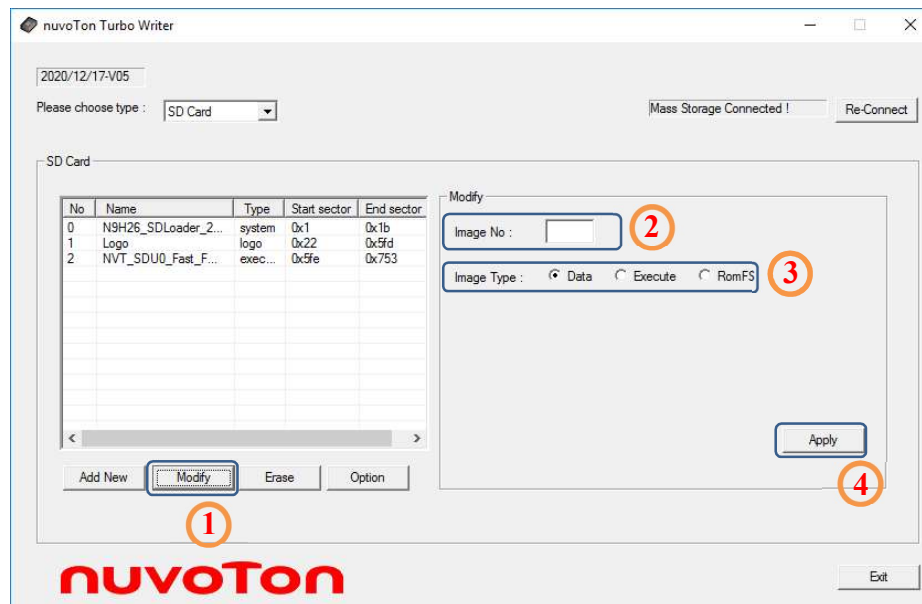 nuvoTon Turbo Writer
2020/12/17-V05
Please choose type : SD Card Mass Storage Connected ! Re-Connect
SD Card
No Name Type Start sector End sector
0 N9H26_SDLoader_2... system 0x1 0x1b
1 Logo logo 0x22 0x5fd
2 NVT_SDU0_Fast_F... exec... 0x5fe 0x753
Modify
Image No :
2
Image Type : Data Execute RomFS
3
Apply
4
Add New Modify Erase Option
1
nuvoTon
Exit